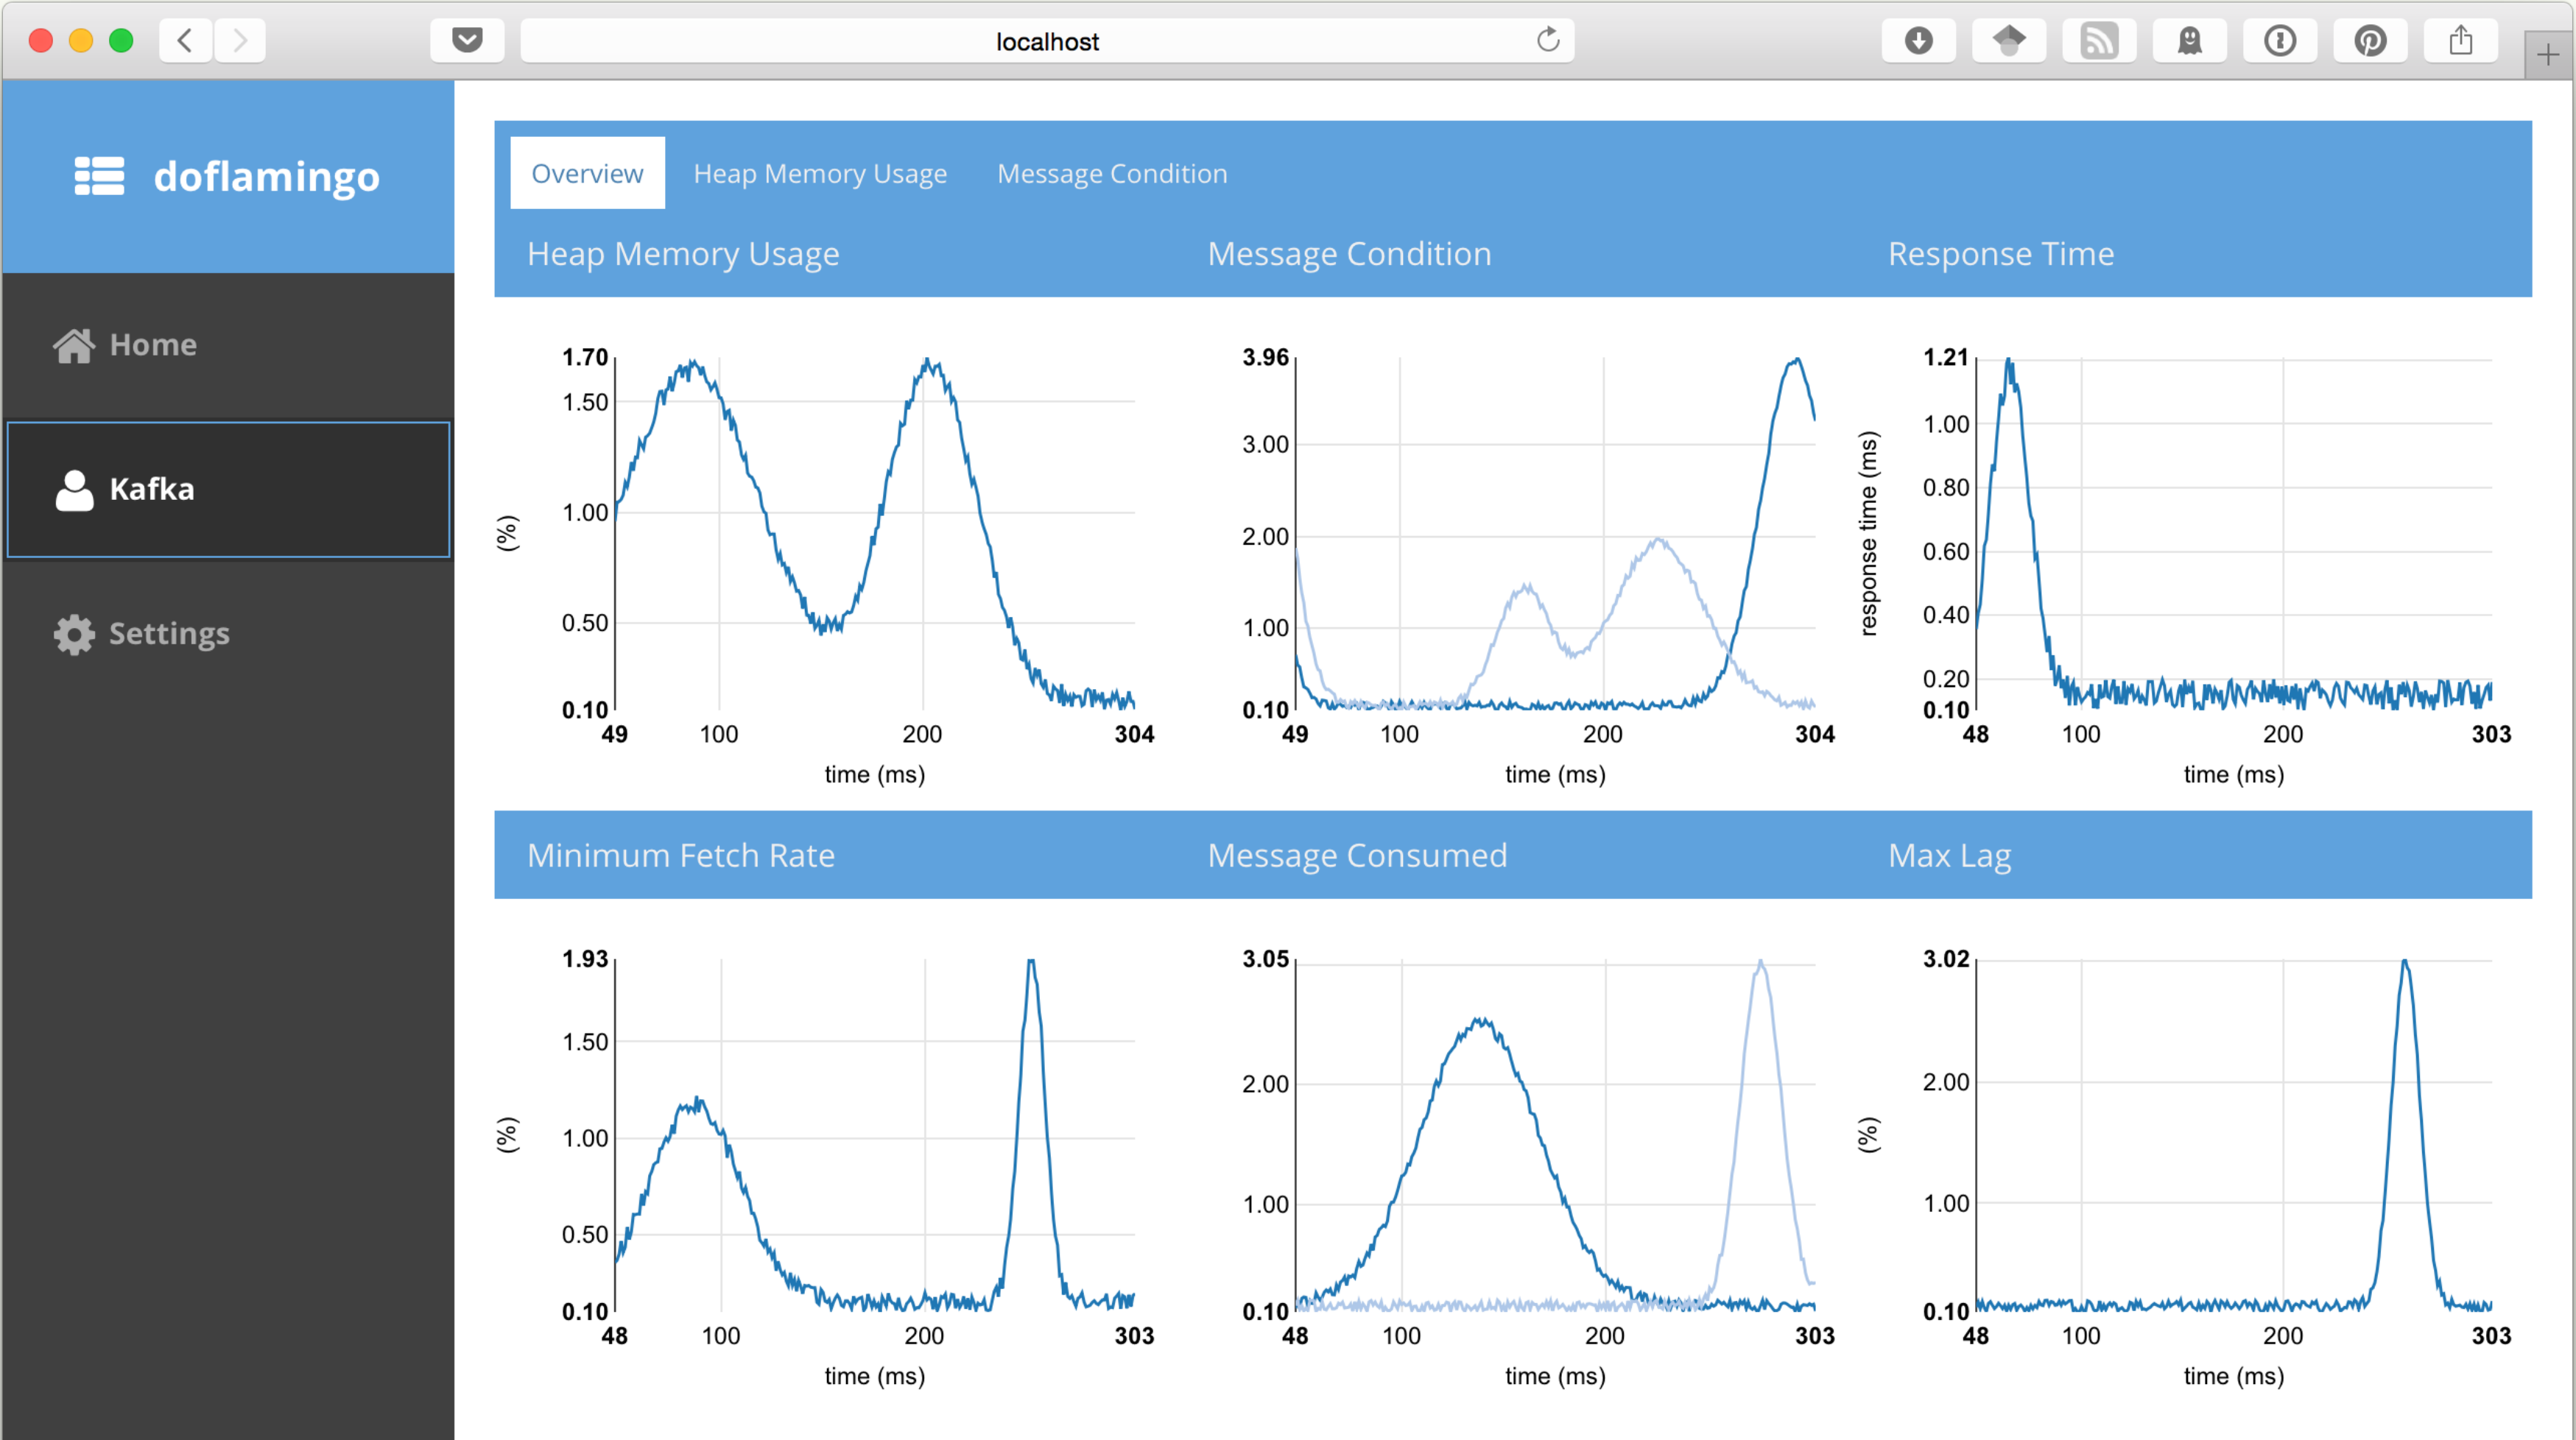 localhost
doflamingo
Home
Kafka
Settings
Overview Heap Memory Usage Message Condition
Heap Memory Usage Message Condition Response Time
1.70
1.50
1.00
0.50
0.10
(%)
49 100 200 304
time (ms)
3.96
3.00
2.00
1.00
0.10
49 100 200 304
time (ms)
1.21
1.00
0.80
0.60
0.40
0.20
0.10
response time (ms)
48 100 200 303
time (ms)
Minimum Fetch Rate Message Consumed Max Lag
1.93
1.50
1.00
0.50
0.10
(%)
48 100 200 303
time (ms)
3.05
2.00
1.00
0.10
48 100 200 303
time (ms)
3.02
2.00
1.00
0.10
(%)
48 100 200 303
time (ms)